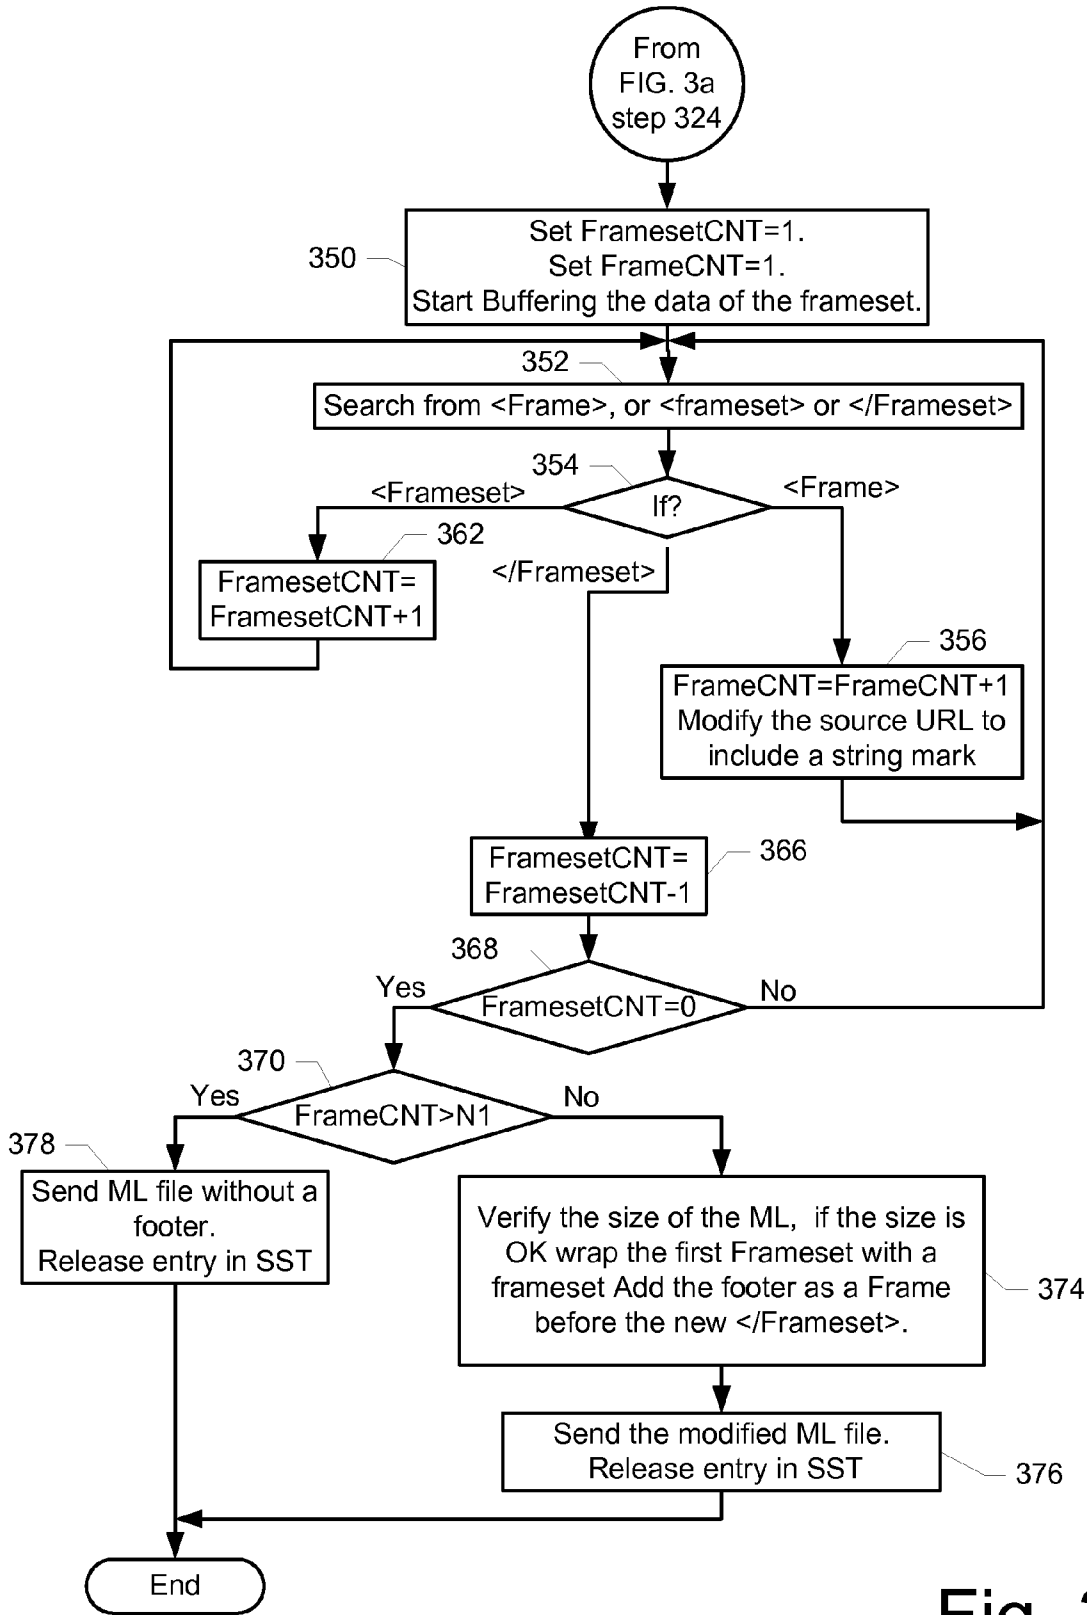 From
FIG. 3a
step 324
350
Set FramesetCNT=1.
Set FrameCNT=1.
Start Buffering the data of the frameset.
352
Search from <Frame>, or <frameset> or </Frameset>
354
<Frameset>
If?
<Frame>
362
</Frameset>
FramesetCNT=
FramesetCNT+1
356
FrameCNT=FrameCNT+1
Modify the source URL to
include a string mark
FramesetCNT=
FramesetCNT-1
366
368
Yes
FramesetCNT=0
No
370
Yes
FrameCNT>N1
No
378
Send ML file without a
footer.
Release entry in SST
Verify the size of the ML, if the size is
OK wrap the first Frameset with a
frameset Add the footer as a Frame
before the new </Frameset>.
374
Send the modified ML file.
Release entry in SST
376
End
Fig.